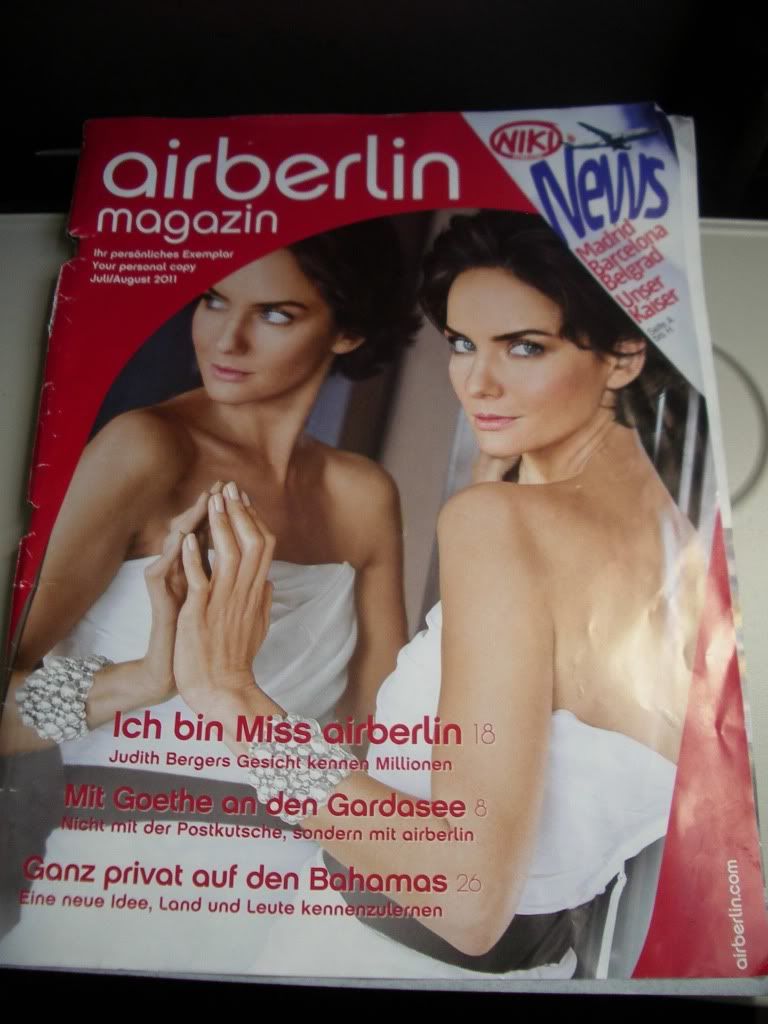 airberlin
magazin
Ihr persönliches Exemplar
Your personal copy
Juli/August 2011
NIKI
News
Madrid
Barcelona
Belgrad
Unser
Kaiser
Seite A
bis H
Ich bin Miss airberlin 18
Judith Bergers Gesicht kennen Millionen
Mit Goethe an den Gardasee 8
Nicht mit der Postkutsche, sondern mit airberlin
Ganz privat auf den Bahamas 26
Eine neue Idee, Land und Leute kennenzulernen
airberlin.com